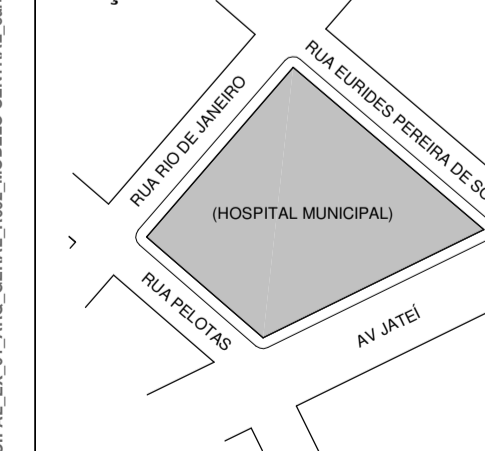 RUA EURIDES PEREIRA DE
RUA RIO DE JANEIRO
(HOSPITAL MUNICIPAL)
RUA PELOTAS
AV JATEÍ